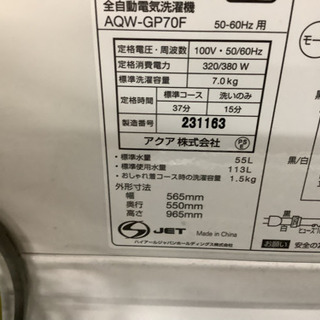 全自動電気洗濯機
AQW-GP70F 50-60Hz 用
定格電圧・周波数 100V・50/60Hz
定格消費電力 320/380 W
標準洗濯容量 7.0kg
定格時間 標準コース 洗いのみ
37分 15分
製造番号 231163
アクア 株式会社
PS
E
・標準水量 55L
・標準使用水量 113L
・おしゃれ着コース時の洗濯容量 1.5kg
外形寸法
幅 565mm
奥行 550mm
高さ 965mm
JET Made in China
ハイアールジャパンホールディングス株式会社
モー
黒
黒/白
黒
白
お願い 安全の